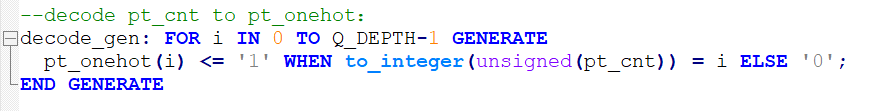 --decode pt_cnt to pt_onehot:
decode_gen: FOR i IN 0 TO Q_DEPTH-1 GENERATE
  pt_onehot(i) <= '1' WHEN to_integer(unsigned(pt_cnt)) = i ELSE '0';
END GENERATE